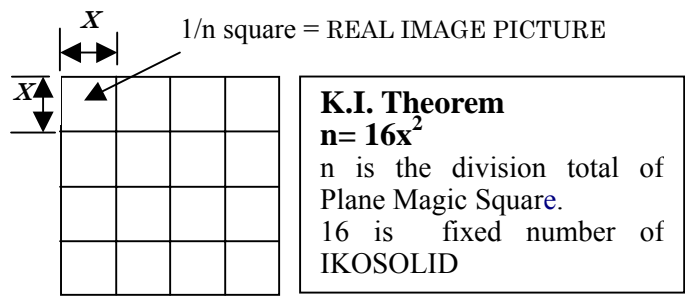 x
1/n square = REAL IMAGE PICTURE
x
K.I. Theorem
n= 16x²
n is the division total of
Plane Magic Square.
16 is fixed number of
IKOSOLID